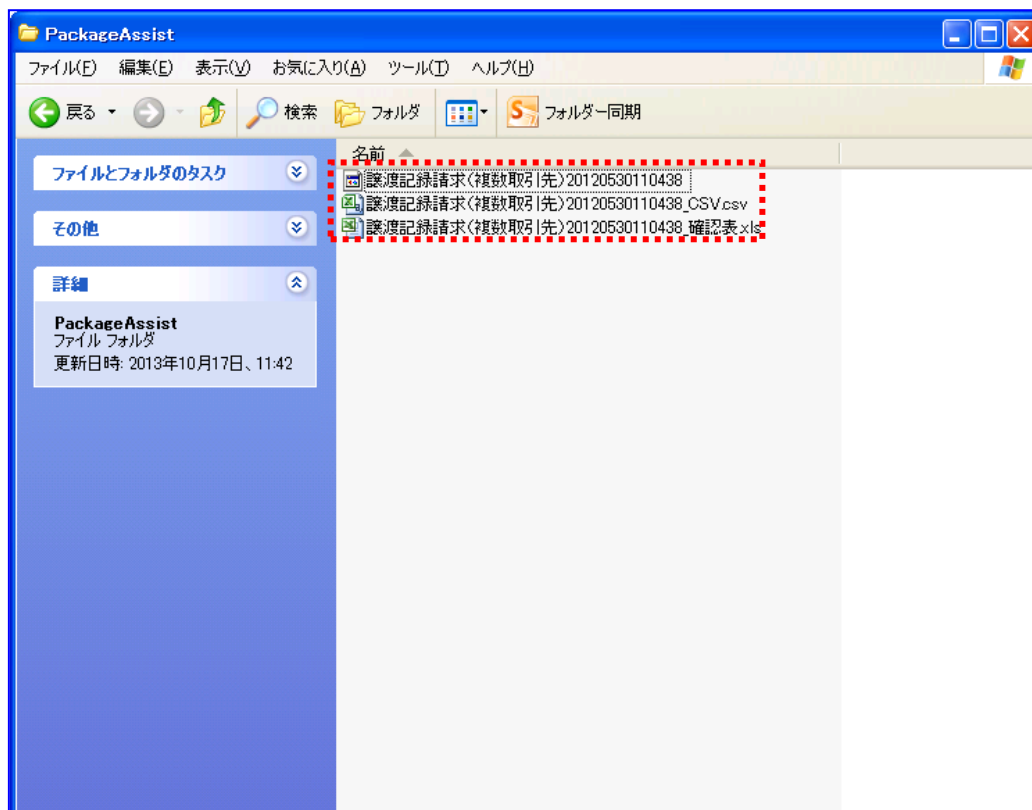 PackageAssist
ファイル(F) 編集(E) 表示(V) お気に入り(A) ツール(T) ヘルプ(H)
戻る 検索 フォルダ フォルダー同期
名前
ファイルとフォルダのタスク
譲渡記録請求(複数取引先)20120530110438
譲渡記録請求(複数取引先)20120530110438_CSV.csv
譲渡記録請求(複数取引先)20120530110438_確認表.xls
その他
詳細
PackageAssist
ファイル フォルダ
更新日時: 2013年10月17日、11:42